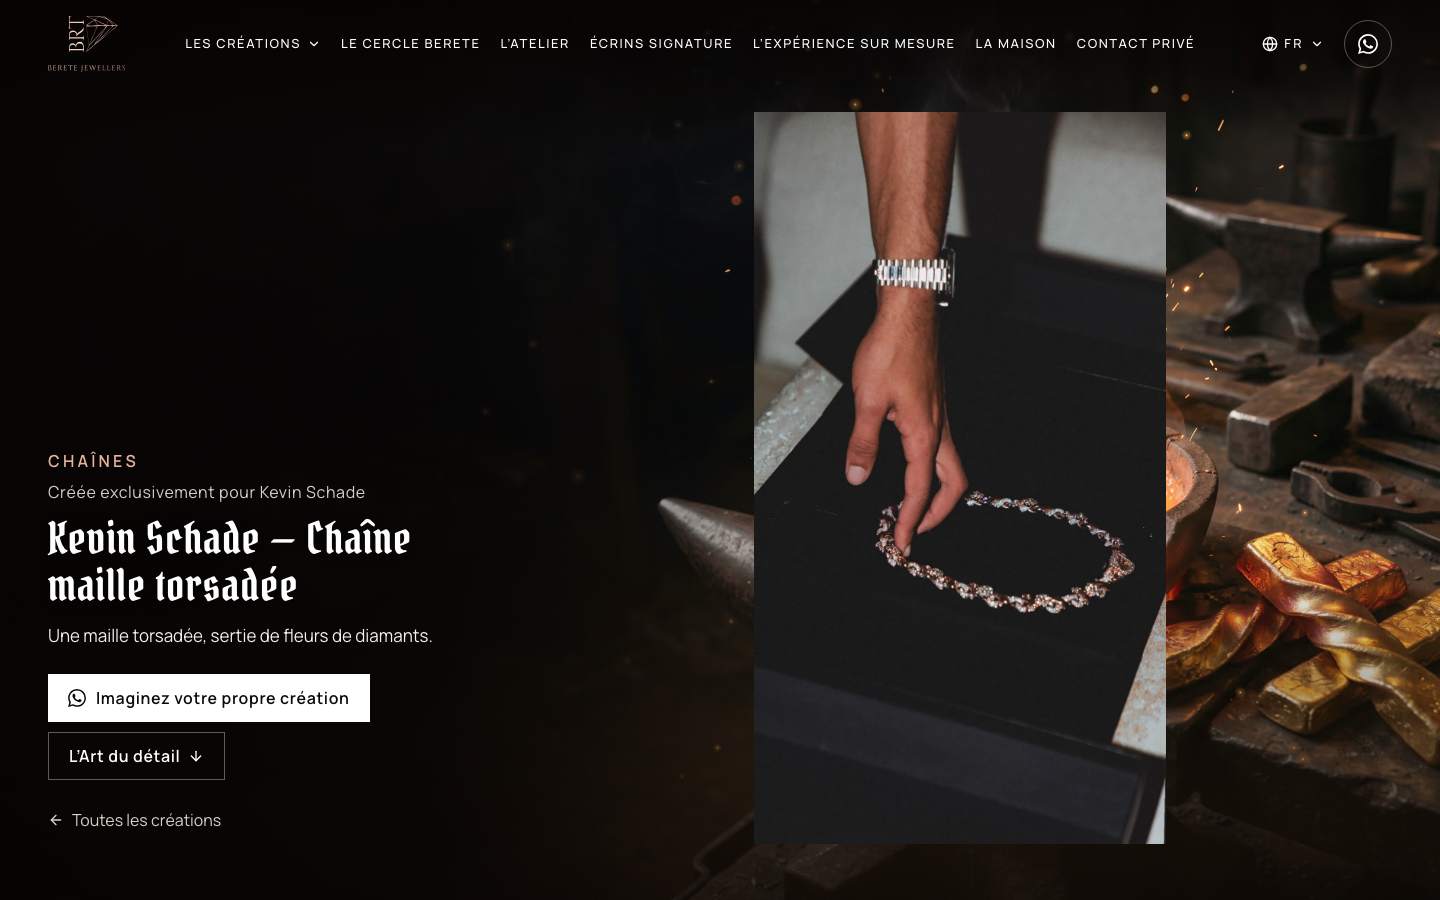 BRT
BERETE JEWELLERS
LES CRÉATIONS
LE CERCLE BERETE
L'ATELIER
ÉCRINS SIGNATURE
L'EXPÉRIENCE SUR MESURE
LA MAISON
CONTACT PRIVÉ
FR
CHAÎNES
Créée exclusivement pour Kevin Schade
Kevin Schade – Chaîne
maille torsadée
Une maille torsadée, sertie de fleurs de diamants.
Imaginez votre propre création
L'Art du détail ↓
← Toutes les créations